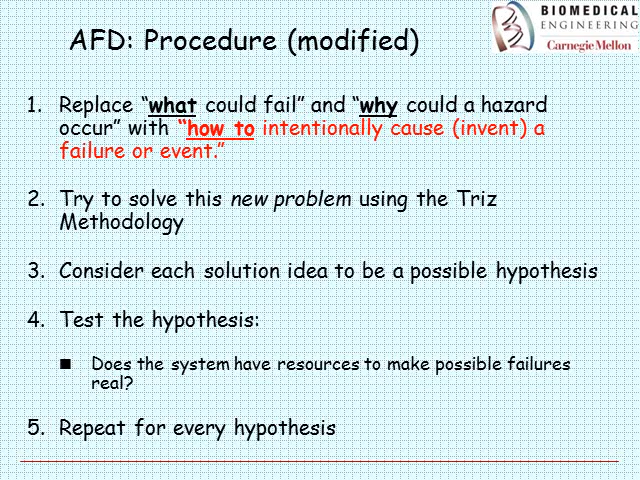 AFD: Procedure (modified)
BIOMEDICAL
ENGINEERING
Carnegie Mellon
1. Replace “what could fail” and “why could a hazard
occur” with “how to intentionally cause (invent) a
failure or event.”
2. Try to solve this new problem using the Triz
Methodology
3. Consider each solution idea to be a possible hypothesis
4. Test the hypothesis:
■ Does the system have resources to make possible failures
real?
5. Repeat for every hypothesis